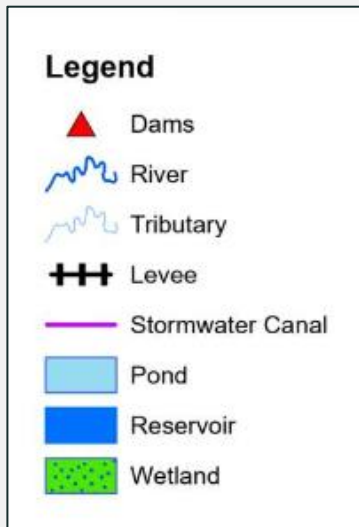 Legend
Dams
River
Tributary
Levee
Stormwater Canal
Pond
Reservoir
Wetland